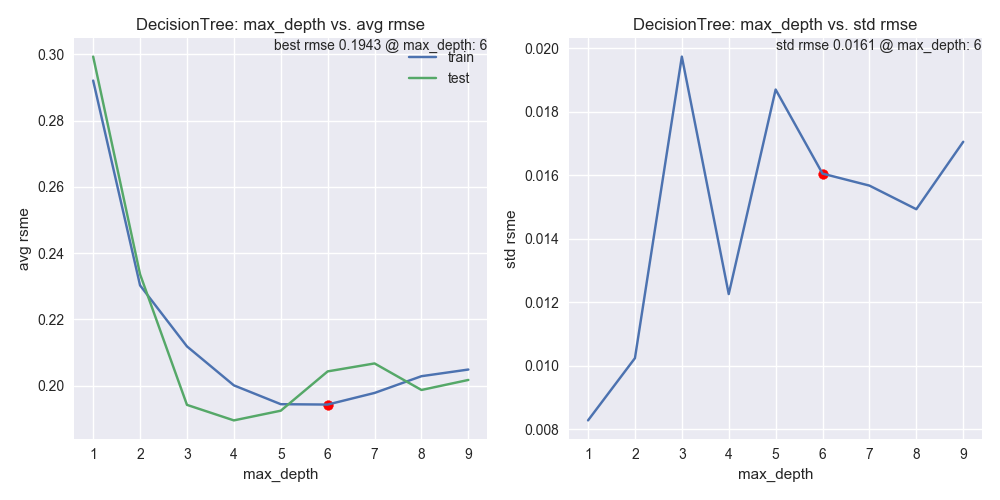 DecisionTree: max_depth vs. avg rmse
best rmse 0.1943 @ max_depth: 6
train
test
avg rsme
0.30
0.28
0.26
0.24
0.22
0.20
1 2 3 4 5 6 7 8 9
max_depth
DecisionTree: max_depth vs. std rmse
std rmse 0.0161 @ max_depth: 6
std rsme
0.020
0.018
0.016
0.014
0.012
0.010
0.008
1 2 3 4 5 6 7 8 9
max_depth